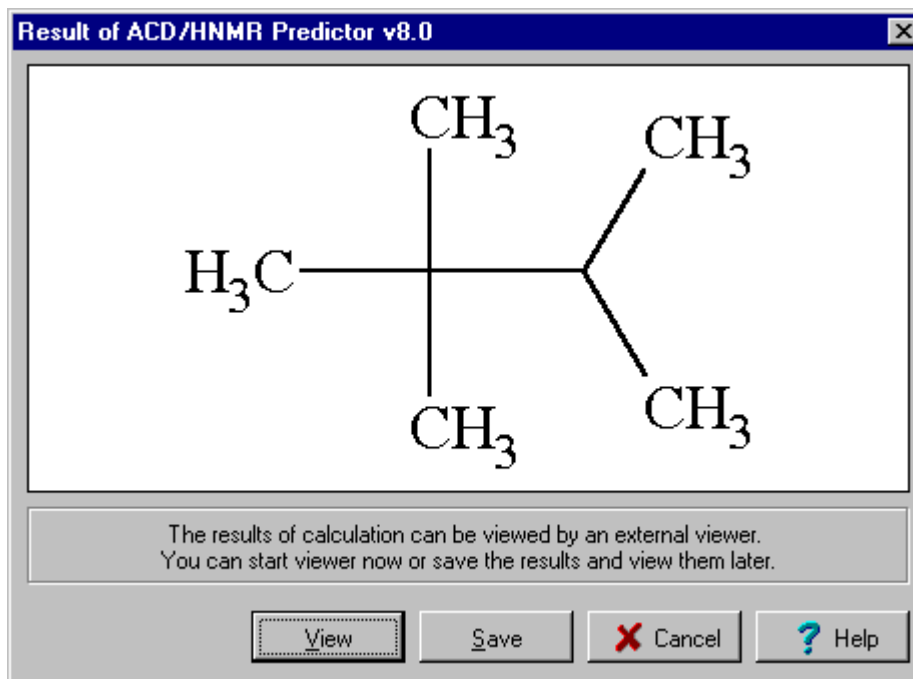 Result of ACD/HNMR Predictor v8.0
CH3
CH3
H3C
CH3
CH3
The results of calculation can be viewed by an external viewer.
You can start viewer now or save the results and view them later.
View
Save
Cancel
? Help